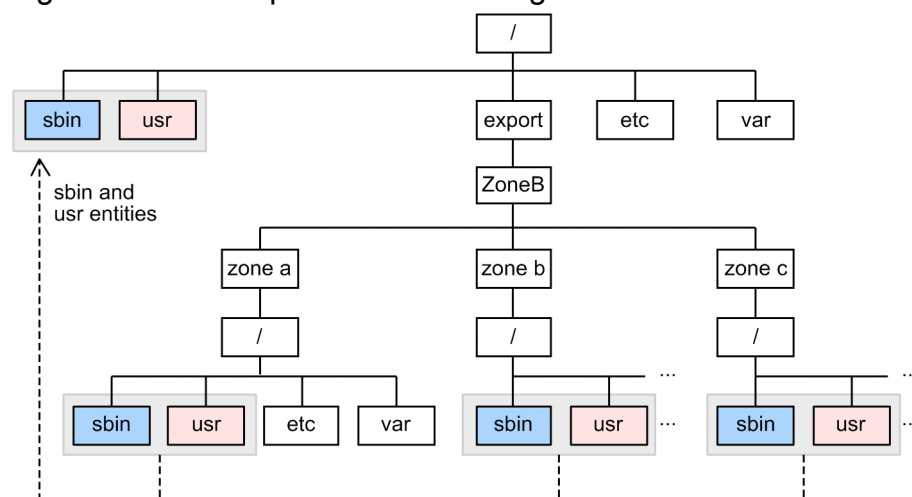 /
sbin
usr
export
etc
var
ZoneB
sbin and
usr entities
zone a
zone b
zone c
/
/
/
...
...
sbin
usr
etc
var
sbin
usr
...
sbin
usr
...